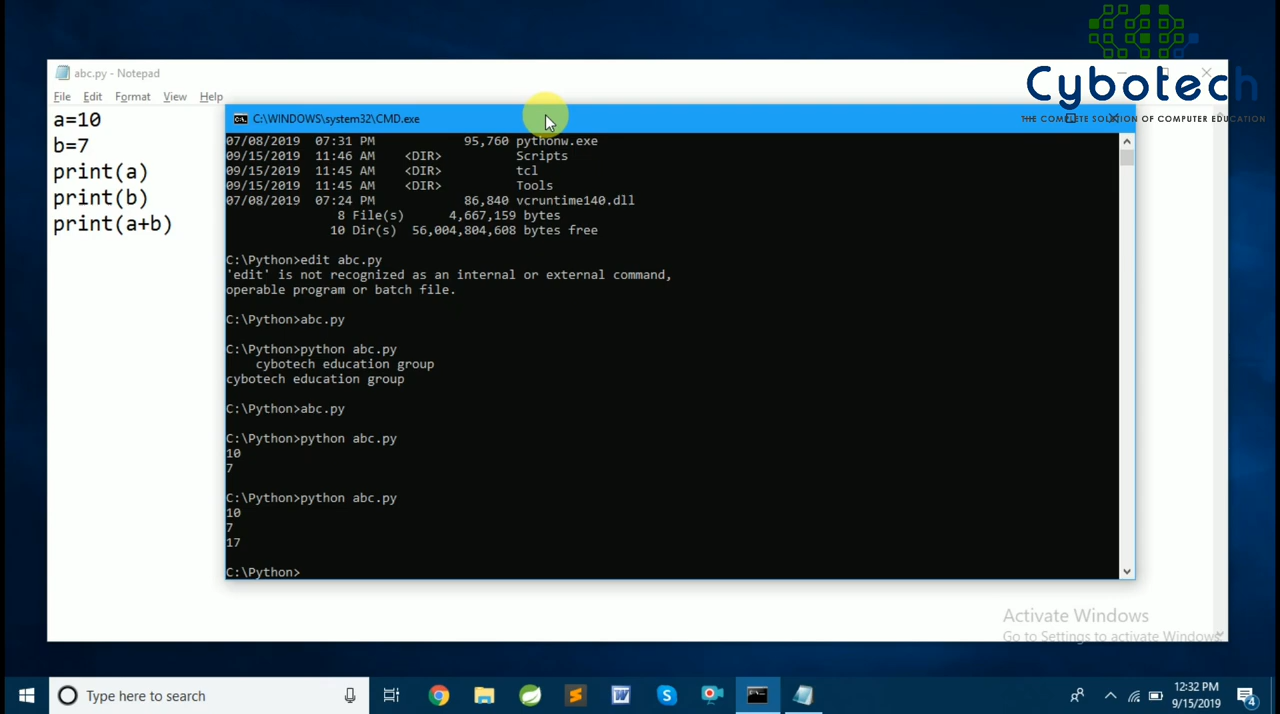 Cybotech
THE COMPLETE SOLUTION OF COMPUTER EDUCATION
abc.py - Notepad
File Edit Format View Help
a=10
b=7
print(a)
print(b)
print(a+b)
C:\WINDOWS\system32\CMD.exe
07/08/2019  07:31 PM            95,760 pythonw.exe
09/15/2019  11:46 AM    <DIR>          Scripts
09/15/2019  11:45 AM    <DIR>          tcl
09/15/2019  11:45 AM    <DIR>          Tools
07/08/2019  07:24 PM            86,840 vcruntime140.dll
8 File(s)      4,667,159 bytes
10 Dir(s)  56,004,804,608 bytes free
C:\Python>edit abc.py
'edit' is not recognized as an internal or external command,
operable program or batch file.
C:\Python>abc.py
C:\Python>python abc.py
    cybotech education group
cybotech education group
C:\Python>abc.py
C:\Python>python abc.py
10
7
C:\Python>python abc.py
10
7
17
C:\Python>
Activate Windows
Go to Settings to activate Windows.
Type here to search
12:32 PM
9/15/2019
4